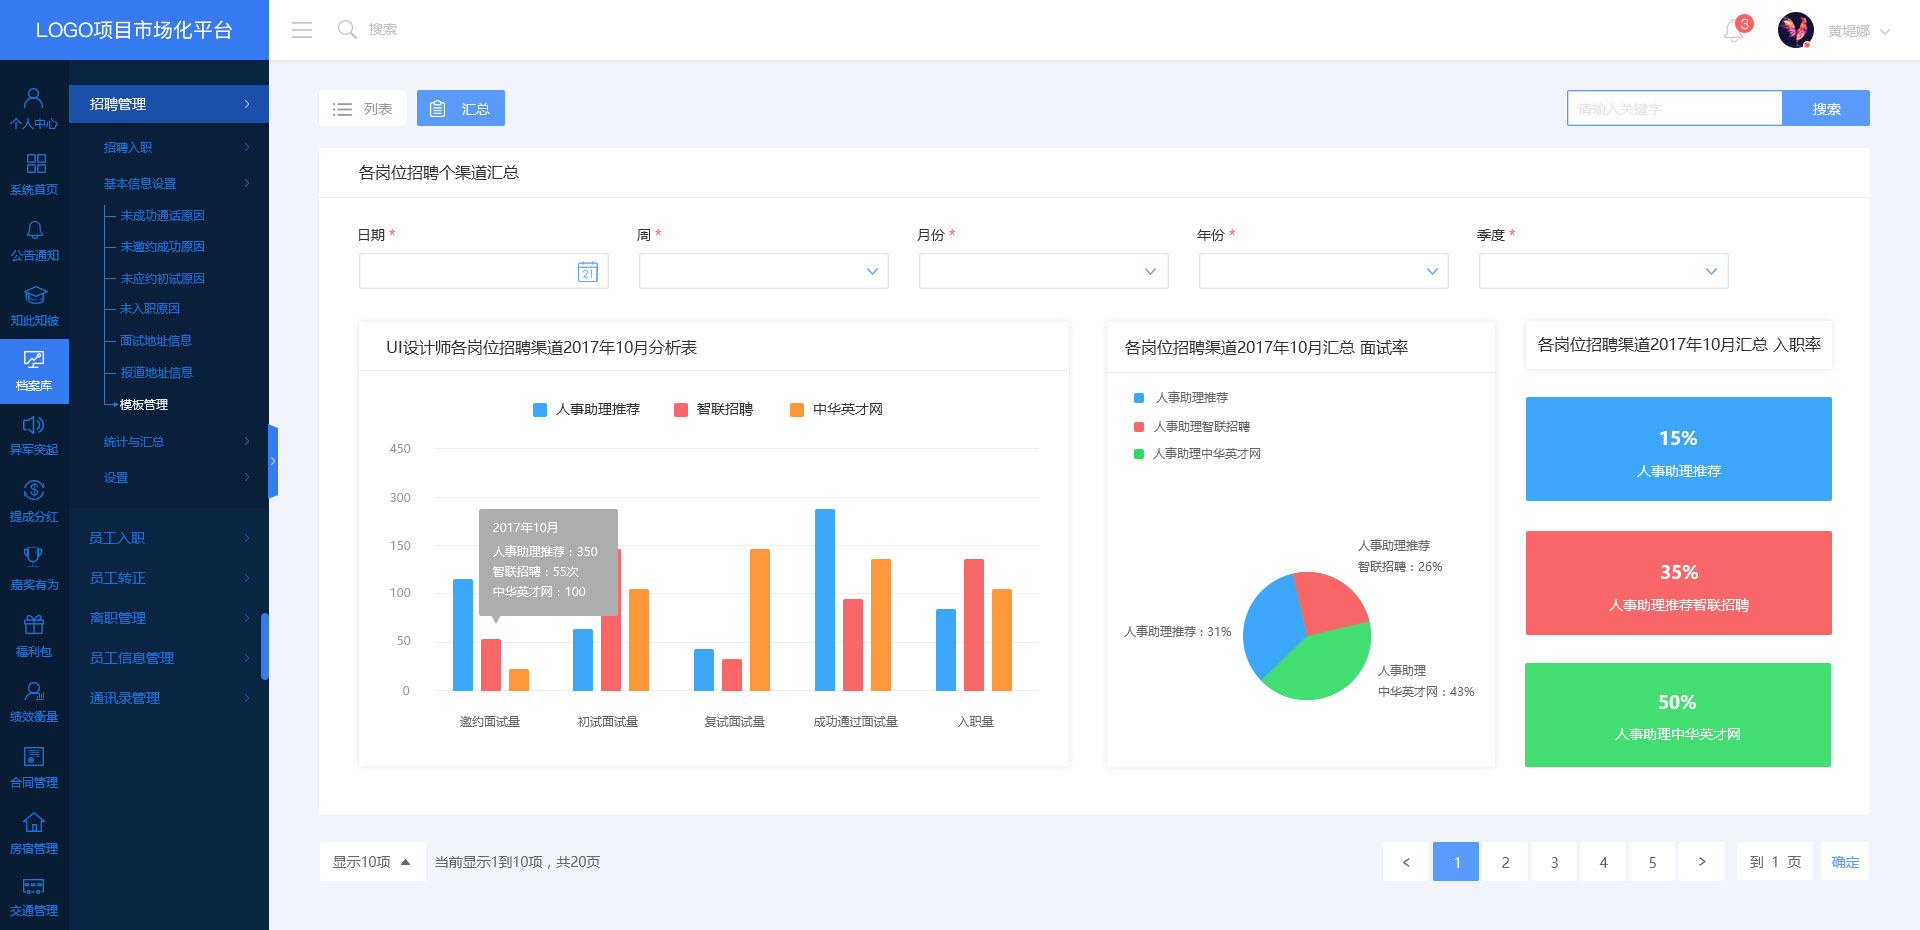 LOGO项目市场化平台
搜索
3
黄堤娜
个人中心
系统首页
公告通知
知此知彼
档案库
异军突起
提成分红
嘉奖有为
福利包
绩效衡量
合同管理
房宿管理
交通管理
招聘管理
招聘入职
基本信息设置
未成功通话原因
未邀约成功原因
未应约初试原因
未入职原因
面试地址信息
报道地址信息
模板管理
统计与汇总
设置
员工入职
员工转正
离职管理
员工信息管理
通讯录管理
列表
汇总
请输入关键字
搜索
各岗位招聘个渠道汇总
日期 *
周 *
月份 *
年份 *
季度 *
21
UI设计师各岗位招聘渠道2017年10月分析表
人事助理推荐
智联招聘
中华英才网
450
300
150
100
50
0
2017年10月
人事助理推荐：350
智联招聘：55次
中华英才网：100
邀约面试量
初试面试量
复试面试量
成功通过面试量
入职量
各岗位招聘渠道2017年10月汇总 面试率
人事助理推荐
人事助理智联招聘
人事助理中华英才网
人事助理推荐
智联招聘：26%
人事助理推荐：31%
人事助理
中华英才网：43%
各岗位招聘渠道2017年10月汇总 入职率
15%
人事助理推荐
35%
人事助理推荐智联招聘
50%
人事助理中华英才网
显示10项
当前显示1到10项，共20页
< 1 2 3 4 5 >
到 1 页
确定